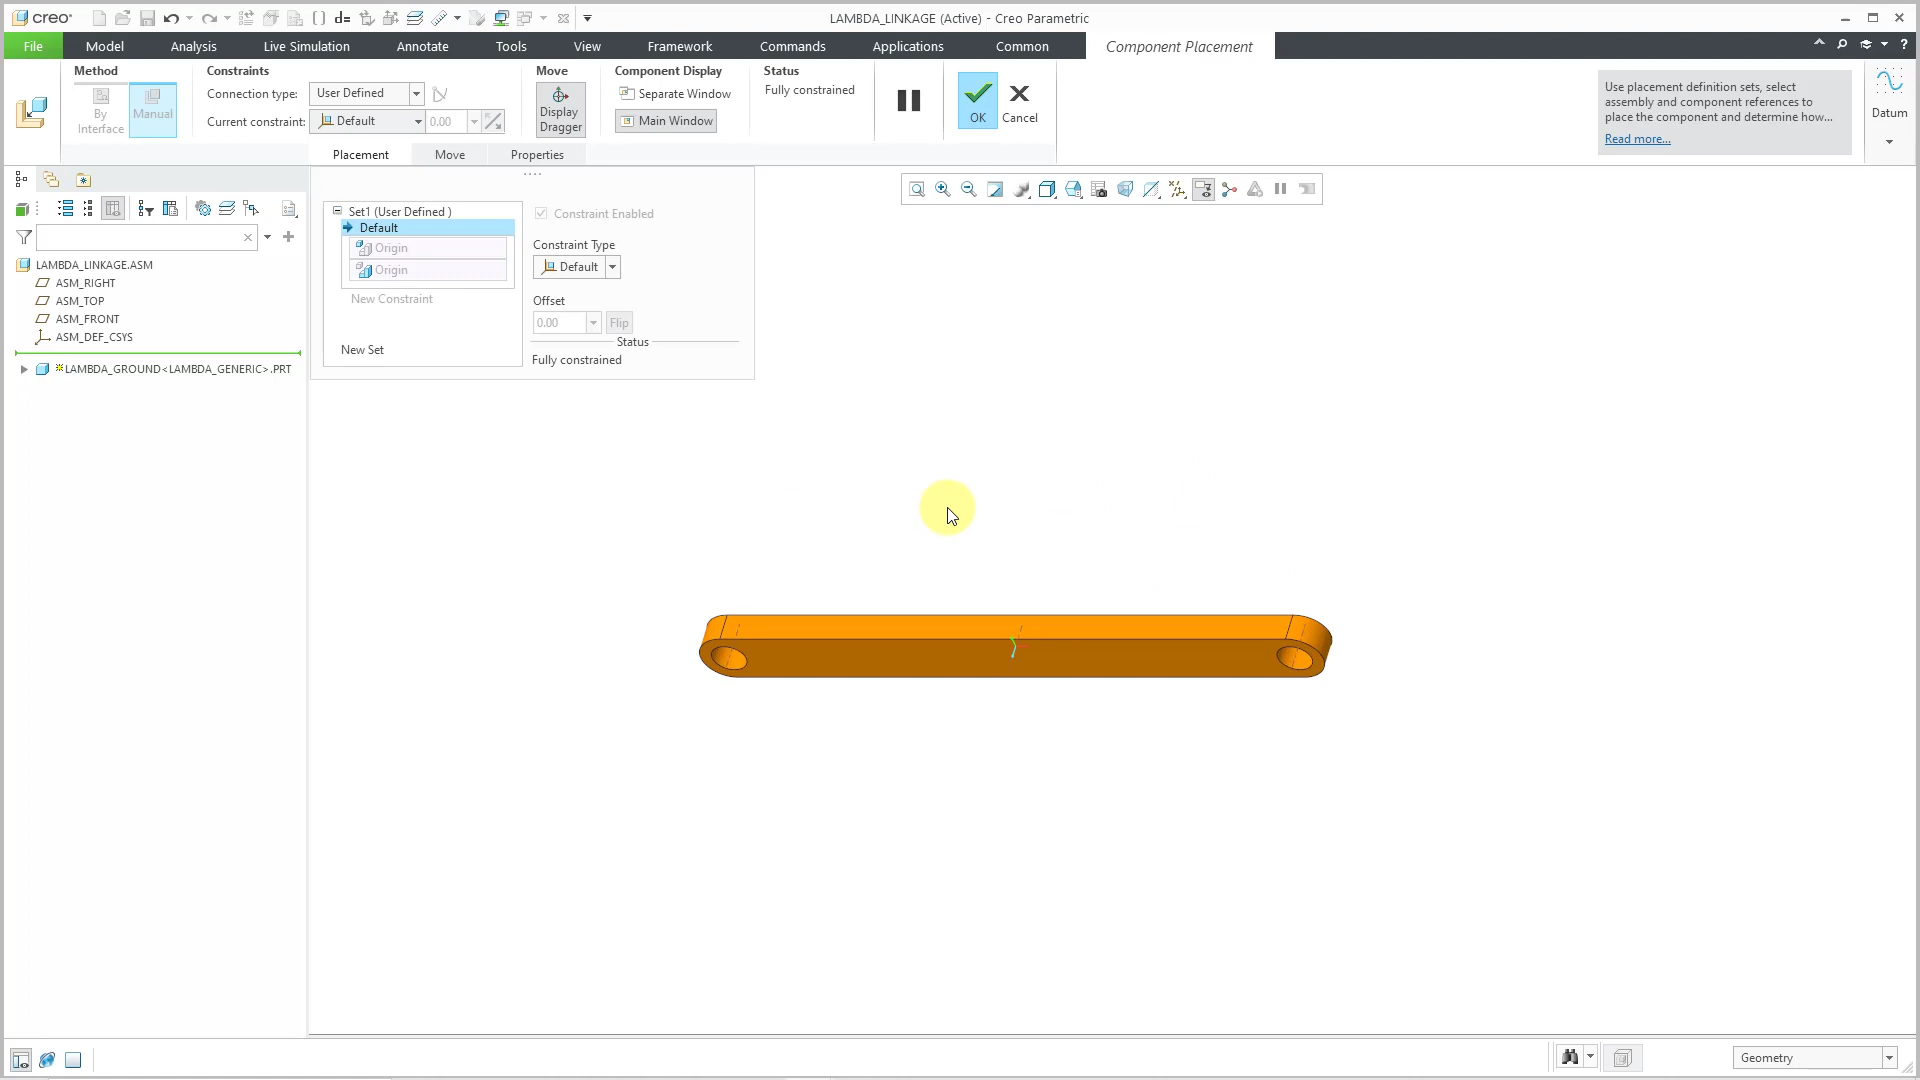 creo® d= LAMBDA_LINKAGE (Active) - Creo Parametric
File Model Analysis Live Simulation Annotate Tools View Framework Commands Applications Common Component Placement ?
Method Constraints Move Component Display Status
Connection type: User Defined Separate Window Fully constrained
By Interface Manual Current constraint: Default 0.00 Display Dragger Main Window OK Cancel
Use placement definition sets, select
assembly and component references to
place the component and determine how...
Read more...
Datum
Placement Move Properties
Set1 (User Defined ) Constraint Enabled
Default
Origin
Constraint Type
Origin Default
New Constraint
Offset
0.00 Flip
Status
New Set
Fully constrained
LAMBDA_LINKAGE.ASM
ASM_RIGHT
ASM_TOP
ASM_FRONT
ASM_DEF_CSYS
LAMBDA_GROUND<LAMBDA_GENERIC>.PRT
Geometry